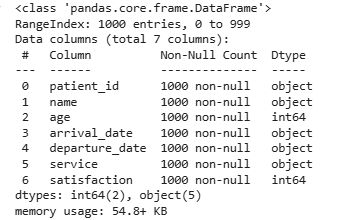 <class 'pandas.core.frame.DataFrame'>
RangeIndex: 1000 entries, 0 to 999
Data columns (total 7 columns):
 #   Column          Non-Null Count  Dtype
---  ------          --------------  -----
 0   patient_id      1000 non-null   object
 1   name            1000 non-null   object
 2   age             1000 non-null   int64
 3   arrival_date    1000 non-null   object
 4   departure_date  1000 non-null   object
 5   service         1000 non-null   object
 6   satisfaction    1000 non-null   int64
dtypes: int64(2), object(5)
memory usage: 54.8+ KB